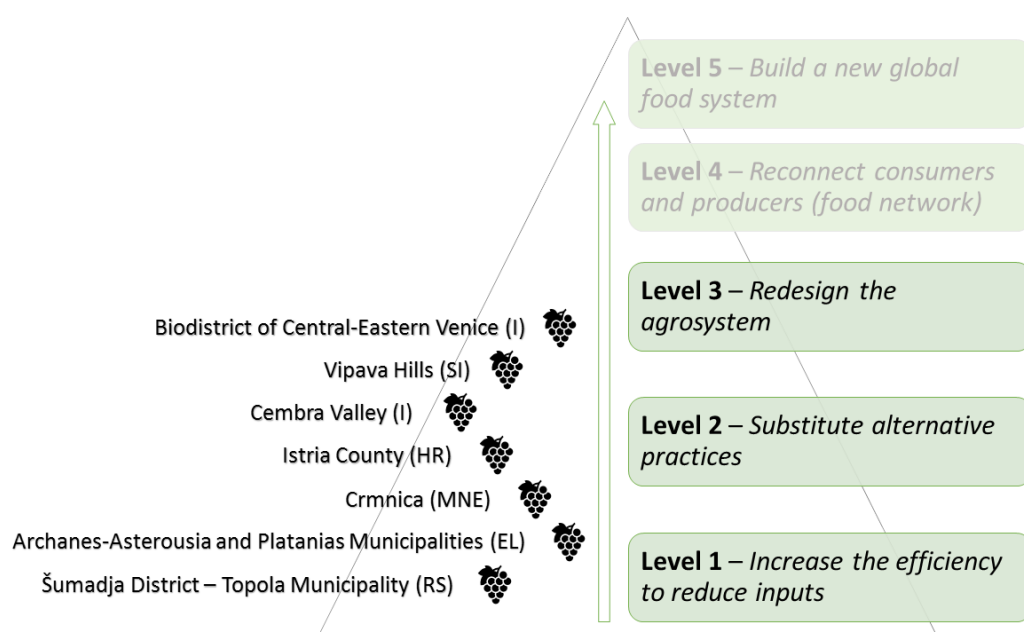 Level 5 – Build a new global
food system
Level 4 – Reconnect consumers
and producers (food network)
Level 3 – Redesign the
agrosystem
Biodistrict of Central-Eastern Venice (I)
Vipava Hills (SI)
Cembra Valley (I)
Level 2 – Substitute alternative
practices
Istria County (HR)
Crmnica (MNE)
Archanes-Asterousia and Platanias Municipalities (EL)
Level 1 – Increase the efficiency
to reduce inputs
Šumadja District – Topola Municipality (RS)